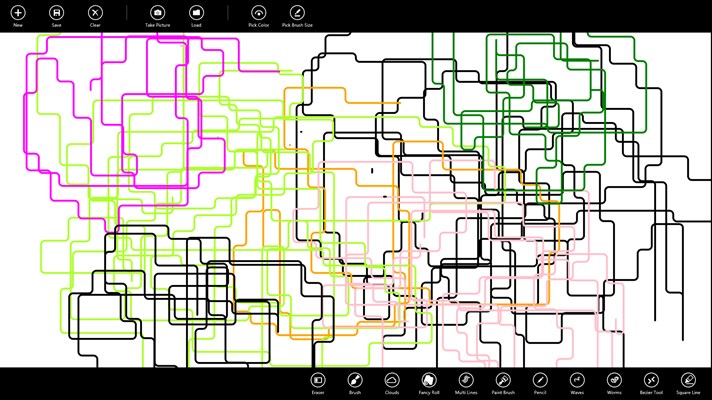 New Save Clear Take Picture Load Pick Color Pick Brush Size
Eraser Brush Clouds Fancy Roll Multi Lines Paint Brush Pencil Waves Worms Bezier Tool Square Line